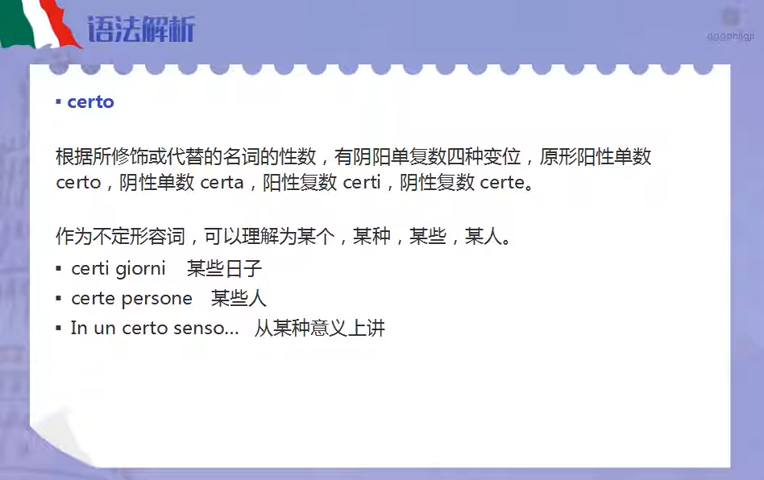 语法解析
▪ certo
根据所修饰或代替的名词的性数，有阴阳单复数四种变位，原形阳性单数
certo，阴性单数 certa，阳性复数 certi，阴性复数 certe。
作为不定形容词，可以理解为某个，某种，某些，某人。
▪ certi giorni 某些日子
▪ certe persone 某些人
▪ In un certo senso... 从某种意义上讲